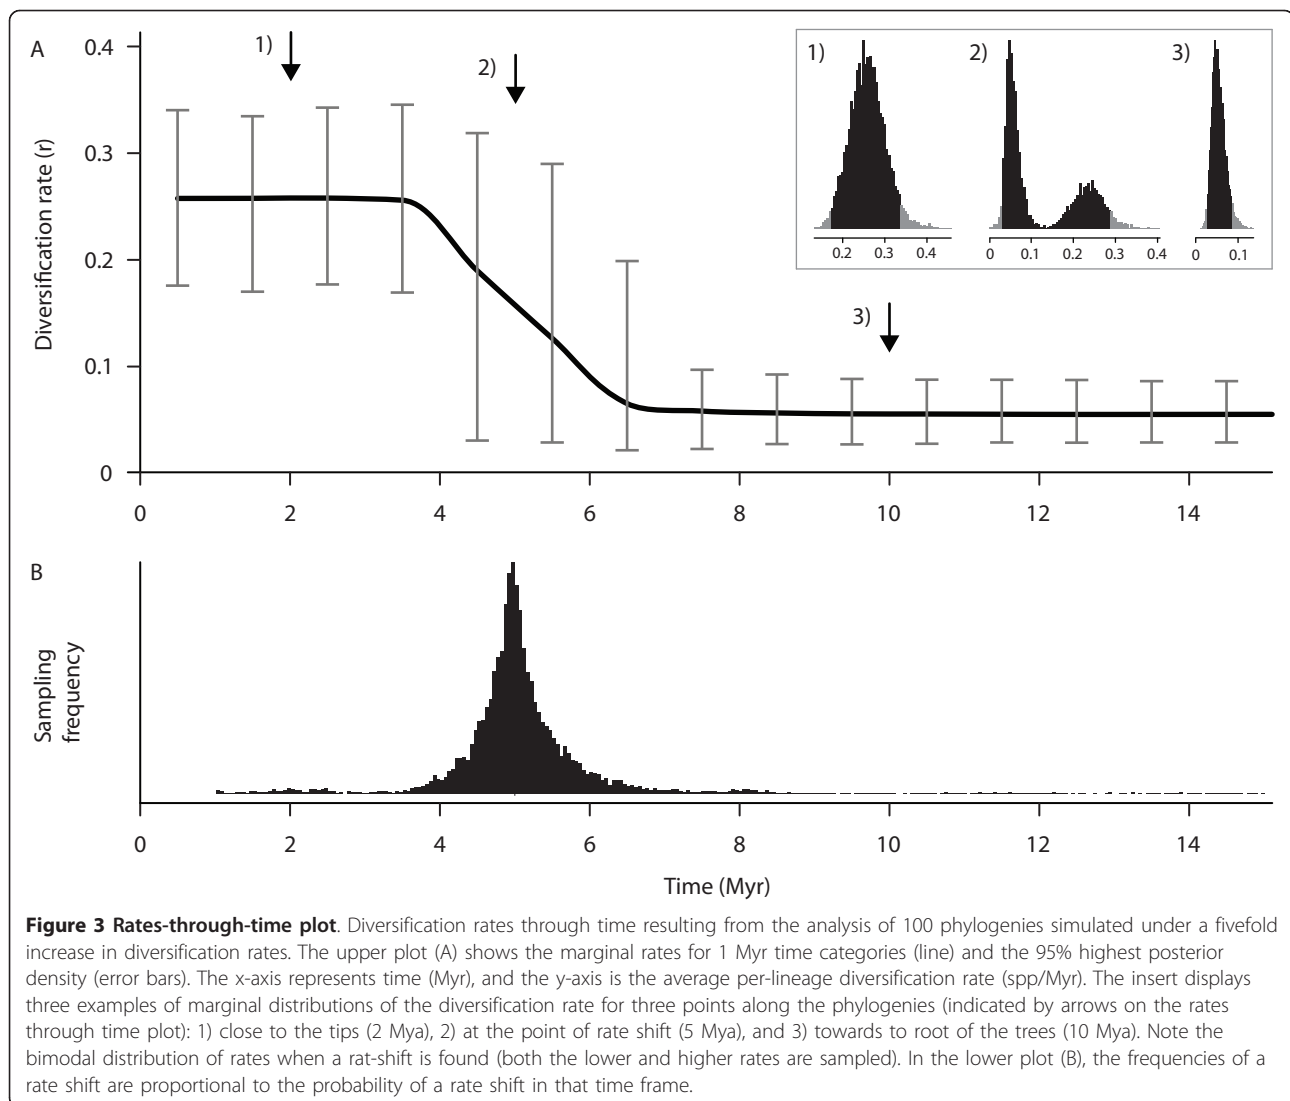 A
1)
2)
3)
0.4
0.3
0.2
0.1
0
Diversification rate (r)
0 2 4 6 8 10 12 14
1) 2) 3)
0.2 0.3 0.4 0 0.1 0.2 0.3 0.4 0 0.1
B
Sampling
frequency
0 2 4 6 8 10 12 14
Time (Myr)
Figure 3 Rates-through-time plot. Diversification rates through time resulting from the analysis of 100 phylogenies simulated under a fivefold
increase in diversification rates. The upper plot (A) shows the marginal rates for 1 Myr time categories (line) and the 95% highest posterior
density (error bars). The x-axis represents time (Myr), and the y-axis is the average per-lineage diversification rate (spp/Myr). The insert displays
three examples of marginal distributions of the diversification rate for three points along the phylogenies (indicated by arrows on the rates
through time plot): 1) close to the tips (2 Mya), 2) at the point of rate shift (5 Mya), and 3) towards to root of the trees (10 Mya). Note the
bimodal distribution of rates when a rat-shift is found (both the lower and higher rates are sampled). In the lower plot (B), the frequencies of a
rate shift are proportional to the probability of a rate shift in that time frame.